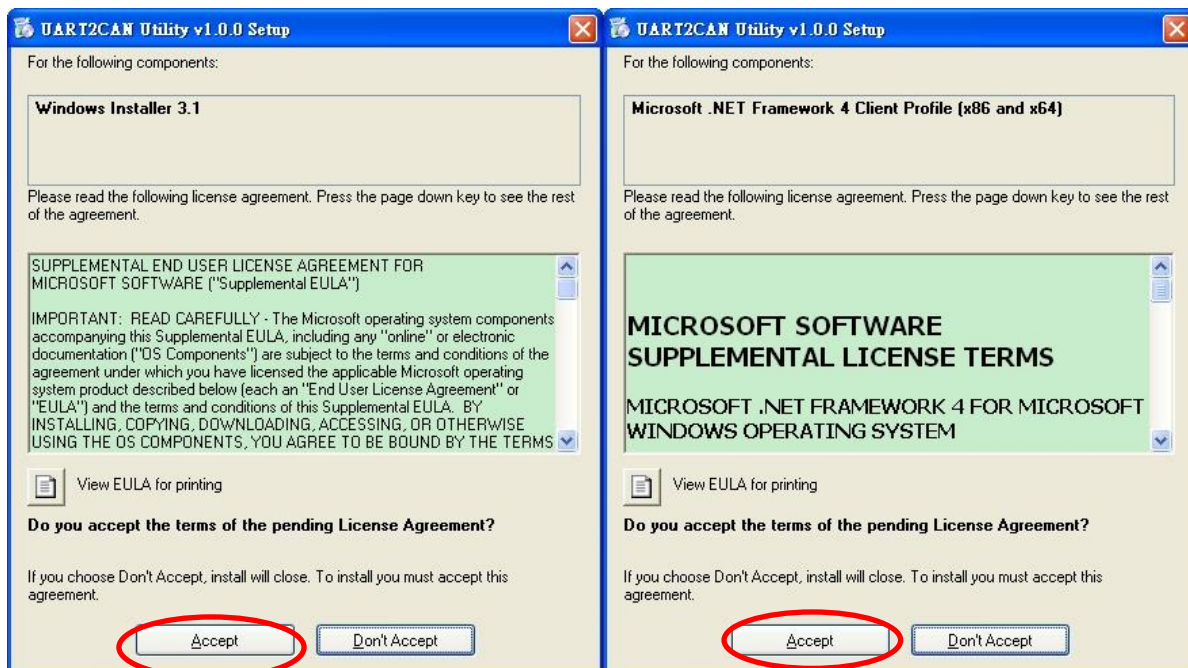 UART2CAN Utility v1.0.0 Setup
For the following components:
Windows Installer 3.1
Please read the following license agreement. Press the page down key to see the rest
of the agreement.
SUPPLEMENTAL END USER LICENSE AGREEMENT FOR
MICROSOFT SOFTWARE ("Supplemental EULA")
IMPORTANT:  READ CAREFULLY - The Microsoft operating system components
accompanying this Supplemental EULA, including any "online" or electronic
documentation ("OS Components") are subject to the terms and conditions of the
agreement under which you have licensed the applicable Microsoft operating
system product described below (each an "End User License Agreement" or
"EULA") and the terms and conditions of this Supplemental EULA.  BY
INSTALLING, COPYING, DOWNLOADING, ACCESSING, OR OTHERWISE
USING THE OS COMPONENTS, YOU AGREE TO BE BOUND BY THE TERMS
View EULA for printing
Do you accept the terms of the pending License Agreement?
If you choose Don't Accept, install will close. To install you must accept this
agreement.
Accept
Don't Accept
UART2CAN Utility v1.0.0 Setup
For the following components:
Microsoft .NET Framework 4 Client Profile (x86 and x64)
Please read the following license agreement. Press the page down key to see the rest
of the agreement.
MICROSOFT SOFTWARE
SUPPLEMENTAL LICENSE TERMS
MICROSOFT .NET FRAMEWORK 4 FOR MICROSOFT
WINDOWS OPERATING SYSTEM
View EULA for printing
Do you accept the terms of the pending License Agreement?
If you choose Don't Accept, install will close. To install you must accept this
agreement.
Accept
Don't Accept